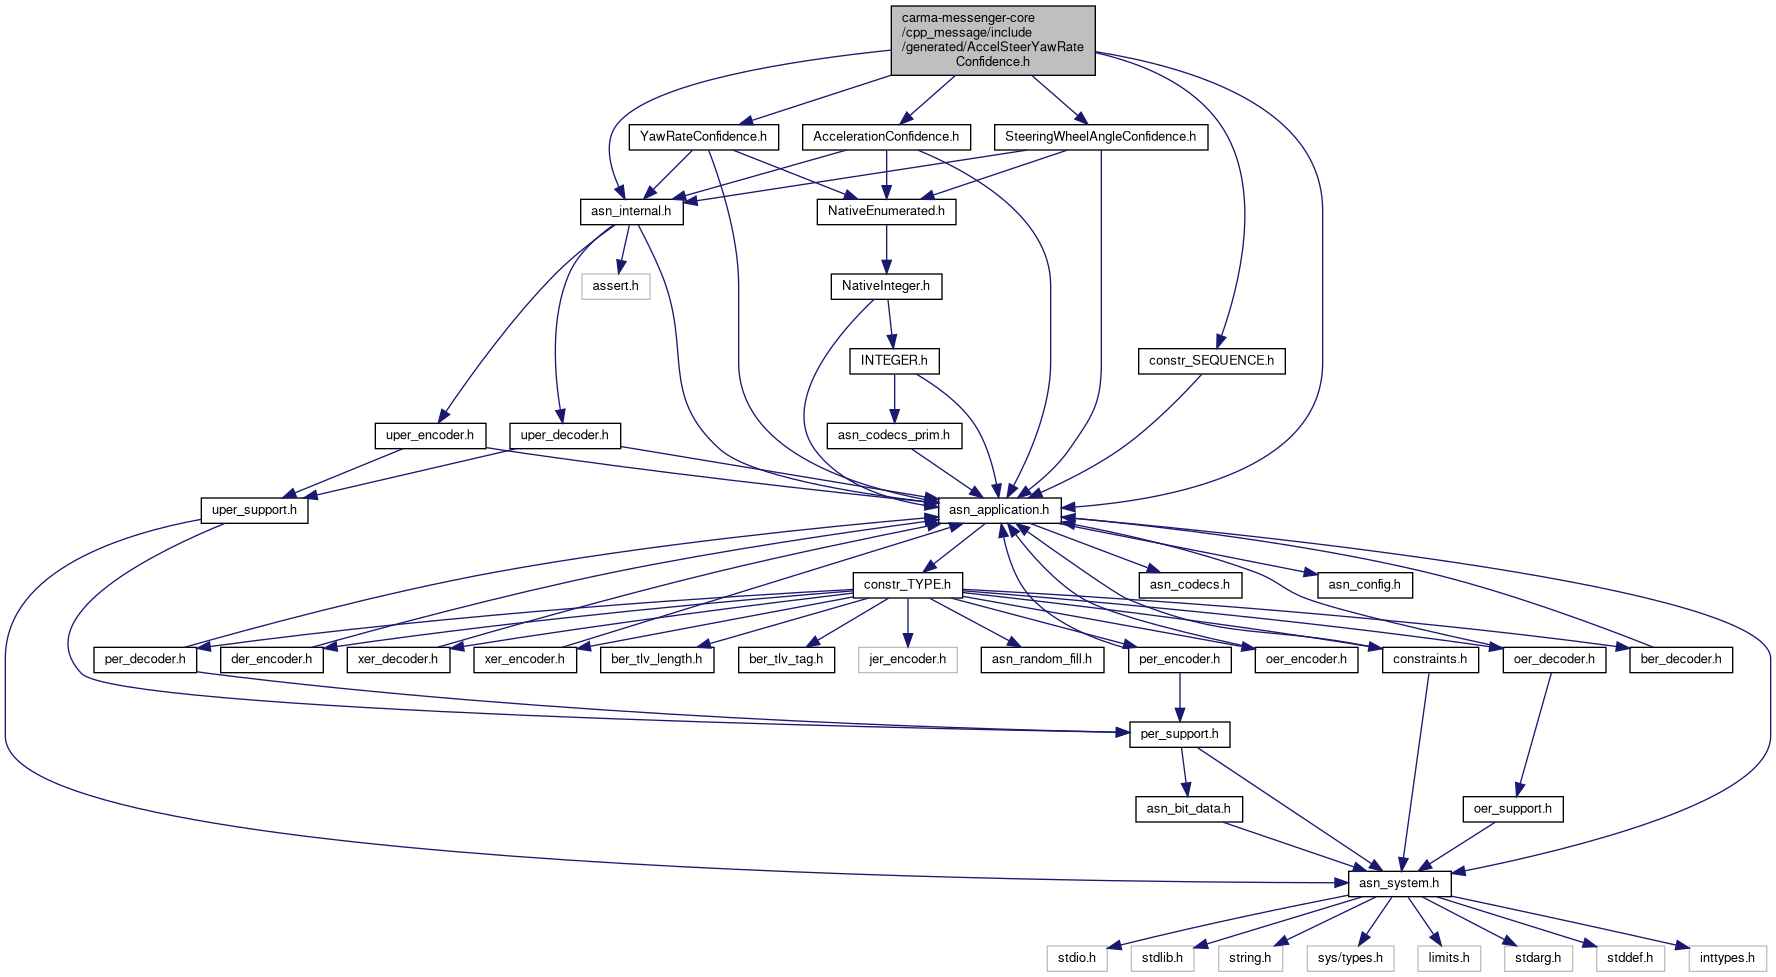 carma-messenger-core
/cpp_message/include
/generated/AccelSteerYawRate
Confidence.h
YawRateConfidence.h
AccelerationConfidence.h
SteeringWheelAngleConfidence.h
asn_internal.h
NativeEnumerated.h
assert.h
NativeInteger.h
INTEGER.h
constr_SEQUENCE.h
uper_encoder.h
uper_decoder.h
asn_codecs_prim.h
uper_support.h
asn_application.h
constr_TYPE.h
asn_codecs.h
asn_config.h
per_decoder.h
der_encoder.h
xer_decoder.h
xer_encoder.h
ber_tlv_length.h
ber_tlv_tag.h
jer_encoder.h
asn_random_fill.h
per_encoder.h
oer_encoder.h
constraints.h
oer_decoder.h
ber_decoder.h
per_support.h
asn_bit_data.h
oer_support.h
asn_system.h
stdio.h
stdlib.h
string.h
sys/types.h
limits.h
stdarg.h
stddef.h
inttypes.h